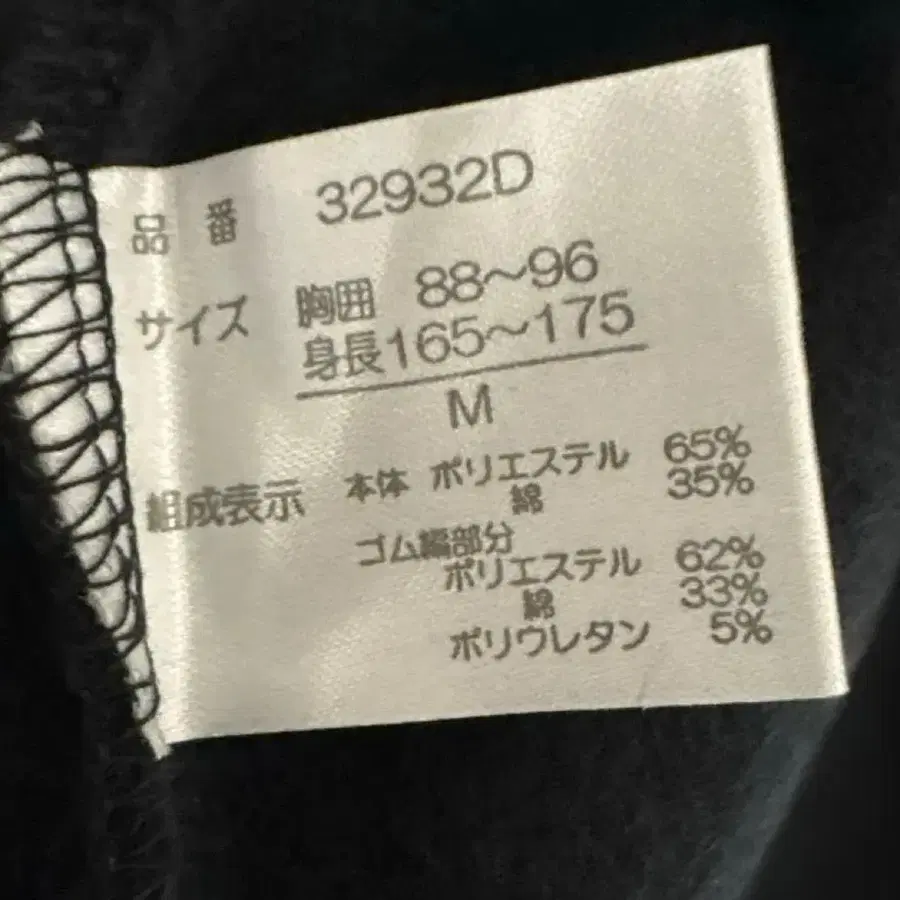 品 番 32932D
サイズ 胸囲 88〜96
身長165〜175
M
組成表示 本体 ポリエステル 65%
綿 35%
ゴム編部分
ポリエステル 62%
綿 33%
ポリウレタン 5%